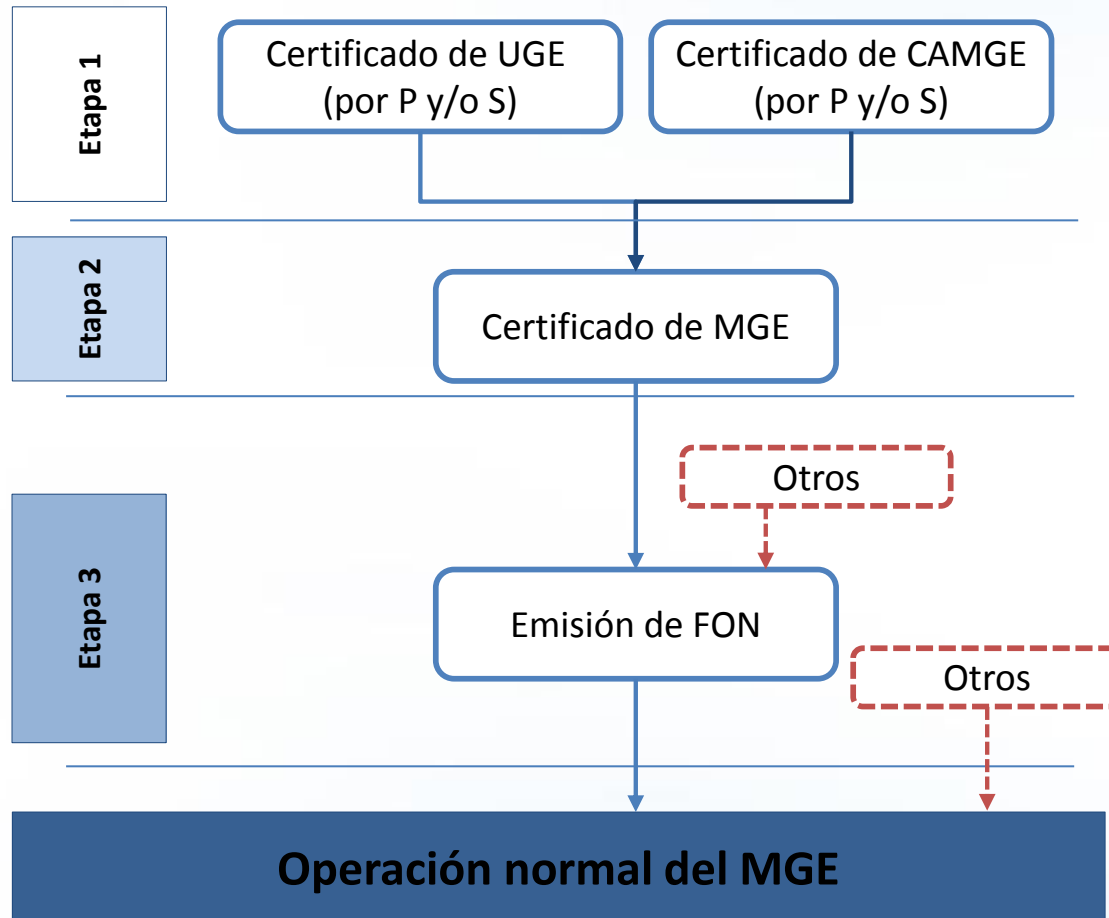 Etapa 1
Certificado de UGE
(por P y/o S)
Certificado de CAMGE
(por P y/o S)
Etapa 2
Certificado de MGE
Etapa 3
Otros
Emisión de FON
Otros
Operación normal del MGE